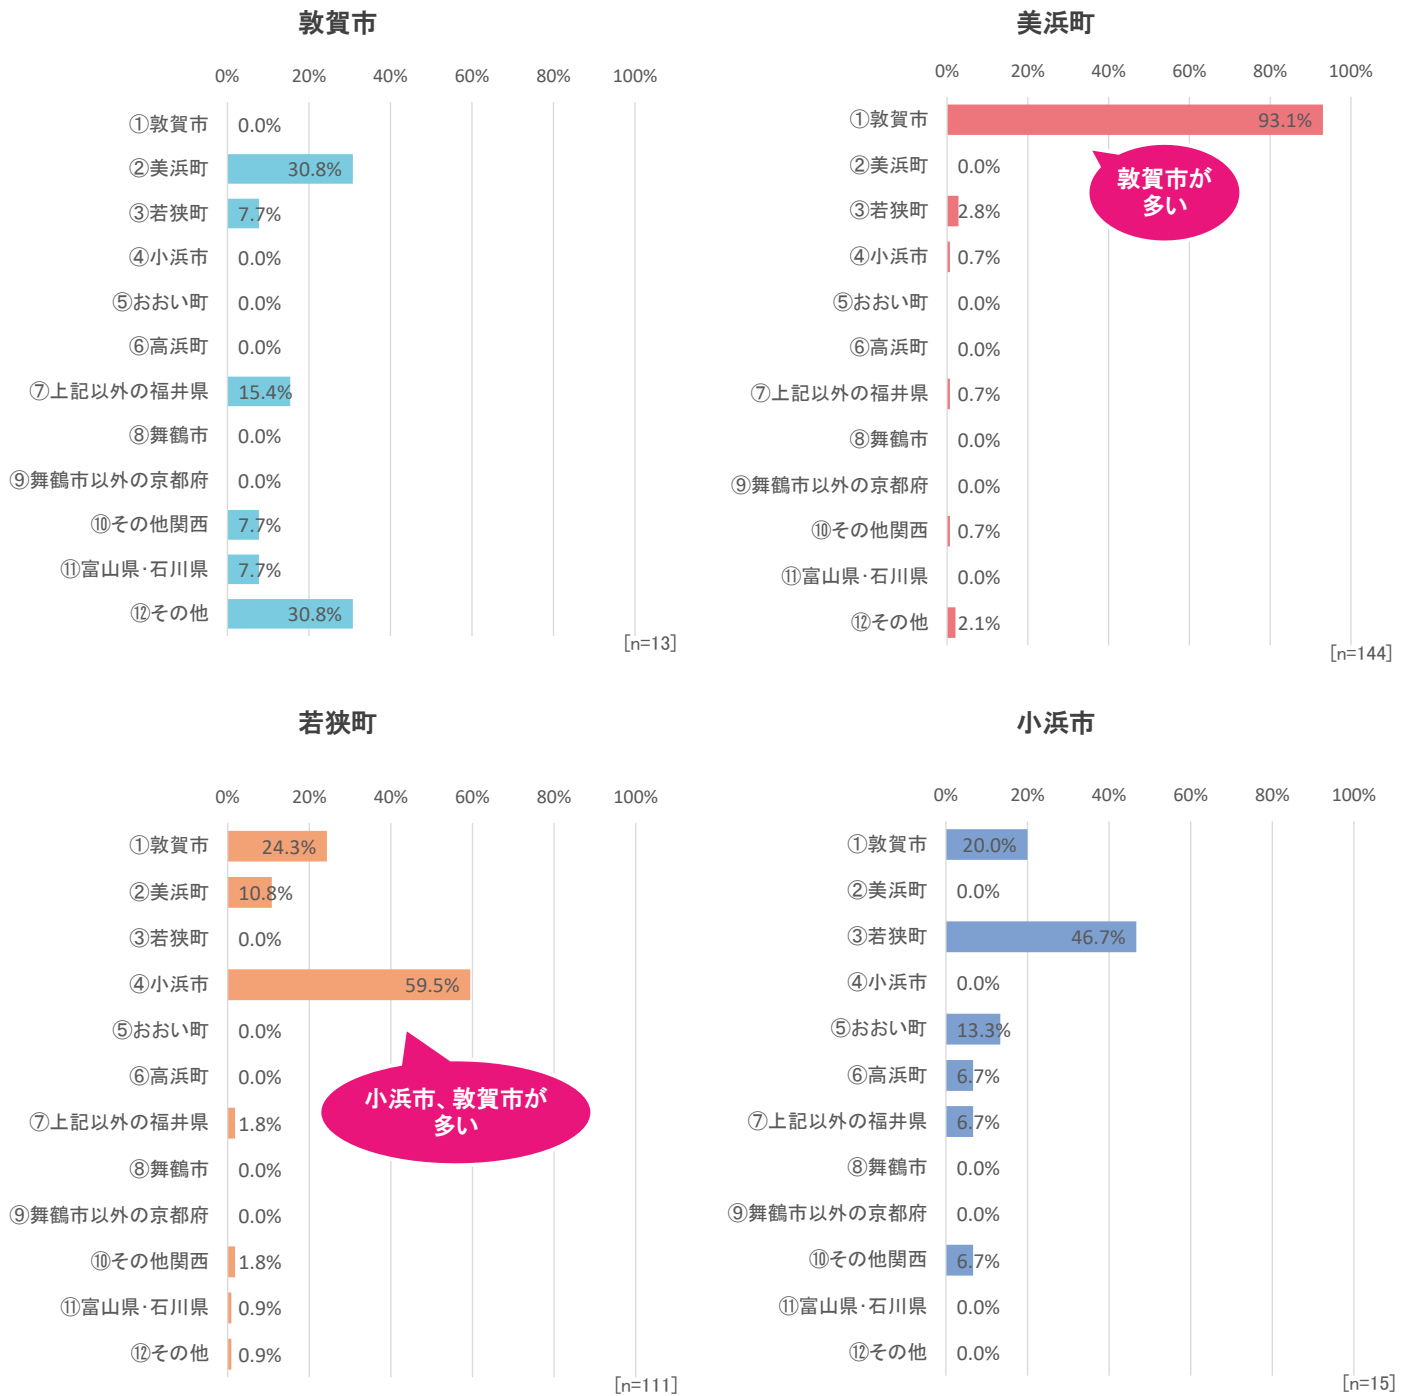 敦賀市
0% 20% 40% 60% 80% 100%
①敦賀市 0.0%
②美浜町 30.8%
③若狭町 7.7%
④小浜市 0.0%
⑤おおい町 0.0%
⑥高浜町 0.0%
⑦上記以外の福井県 15.4%
⑧舞鶴市 0.0%
⑨舞鶴市以外の京都府 0.0%
⑩その他関西 7.7%
⑪富山県・石川県 7.7%
⑫その他 30.8%
[n=13]
美浜町
0% 20% 40% 60% 80% 100%
①敦賀市 93.1%
②美浜町 0.0%
③若狭町 2.8%
④小浜市 0.7%
⑤おおい町 0.0%
⑥高浜町 0.0%
⑦上記以外の福井県 0.7%
⑧舞鶴市 0.0%
⑨舞鶴市以外の京都府 0.0%
⑩その他関西 0.7%
⑪富山県・石川県 0.0%
⑫その他 2.1%
敦賀市が
多い
[n=144]
若狭町
0% 20% 40% 60% 80% 100%
①敦賀市 24.3%
②美浜町 10.8%
③若狭町 0.0%
④小浜市 59.5%
⑤おおい町 0.0%
⑥高浜町 0.0%
⑦上記以外の福井県 1.8%
⑧舞鶴市 0.0%
⑨舞鶴市以外の京都府 0.0%
⑩その他関西 1.8%
⑪富山県・石川県 0.9%
⑫その他 0.9%
小浜市、敦賀市が
多い
[n=111]
小浜市
0% 20% 40% 60% 80% 100%
①敦賀市 20.0%
②美浜町 0.0%
③若狭町 46.7%
④小浜市 0.0%
⑤おおい町 13.3%
⑥高浜町 6.7%
⑦上記以外の福井県 6.7%
⑧舞鶴市 0.0%
⑨舞鶴市以外の京都府 0.0%
⑩その他関西 6.7%
⑪富山県・石川県 0.0%
⑫その他 0.0%
[n=15]